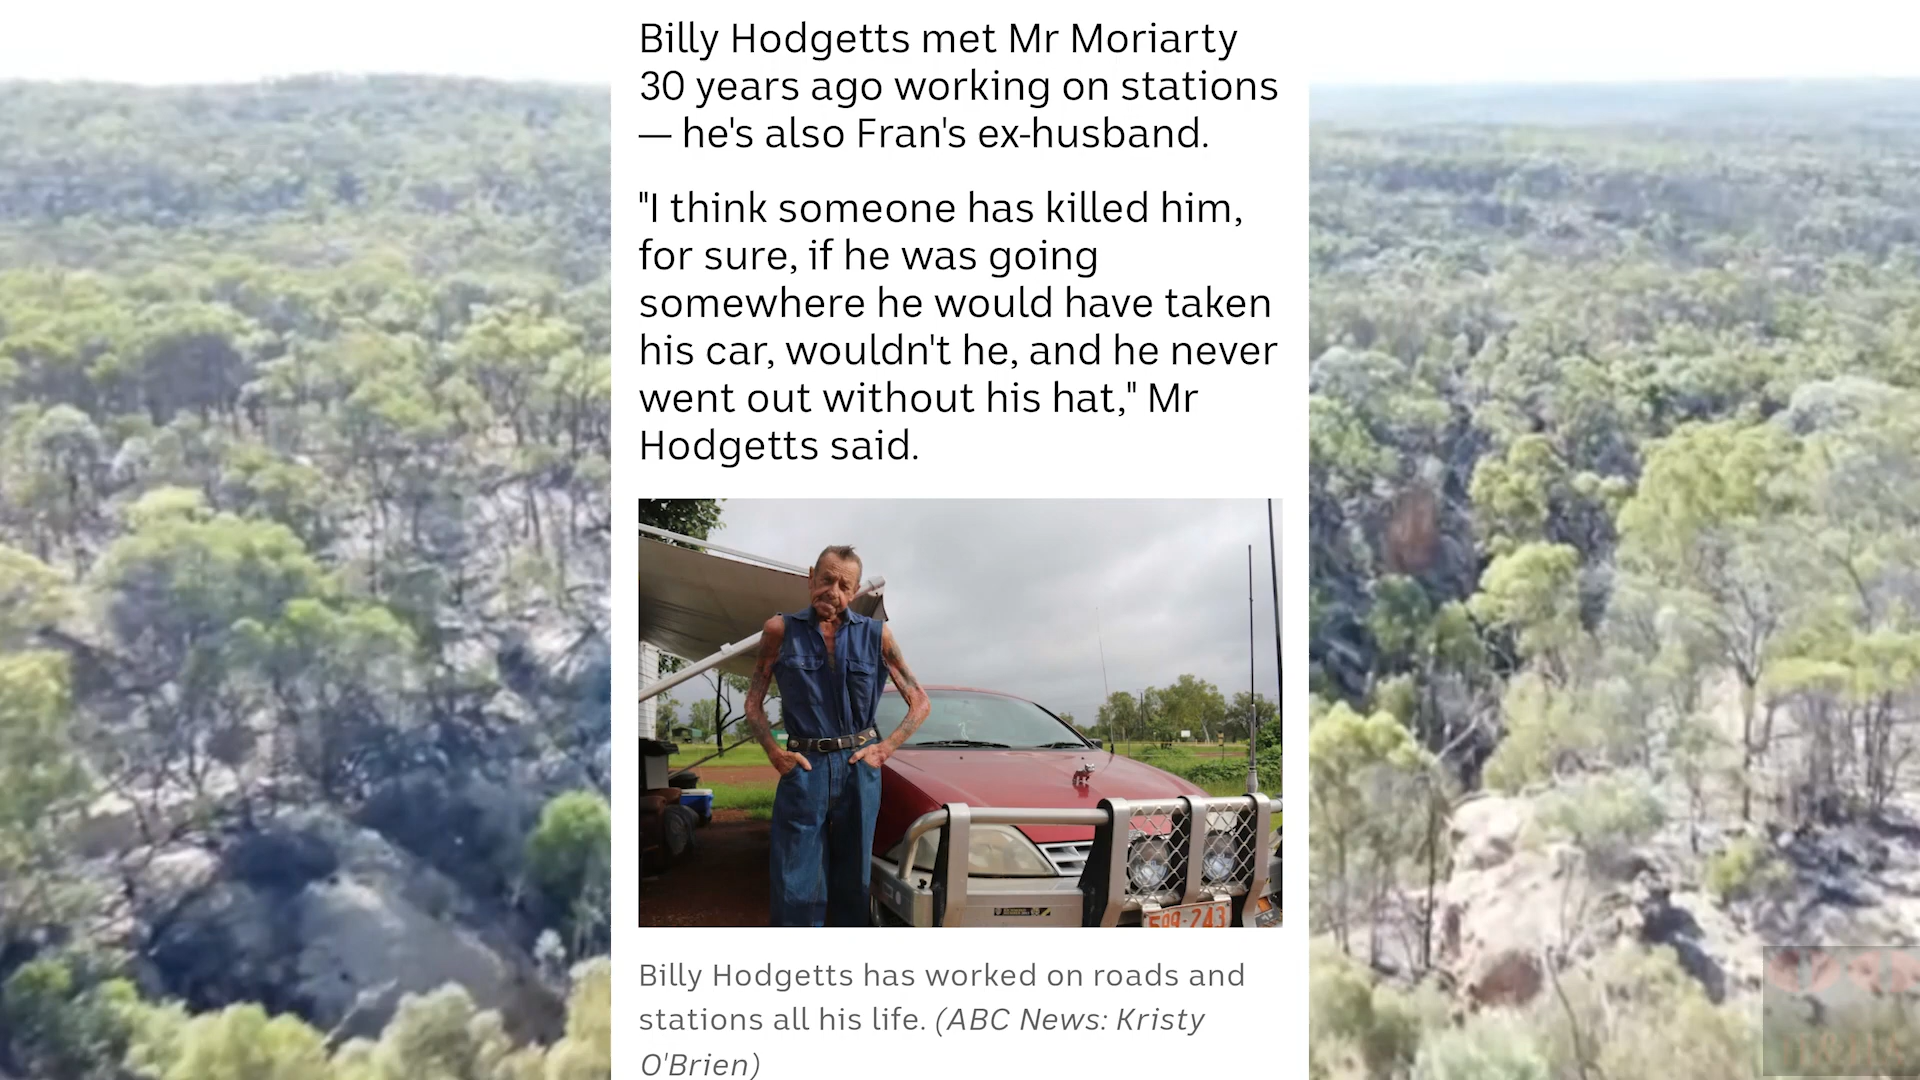 Billy Hodgetts met Mr Moriarty
30 years ago working on stations
— he's also Fran's ex-husband.
"I think someone has killed him,
for sure, if he was going
somewhere he would have taken
his car, wouldn't he, and he never
went out without his hat," Mr
Hodgetts said.
599·243
Billy Hodgetts has worked on roads and
stations all his life. (ABC News: Kristy
O'Brien)